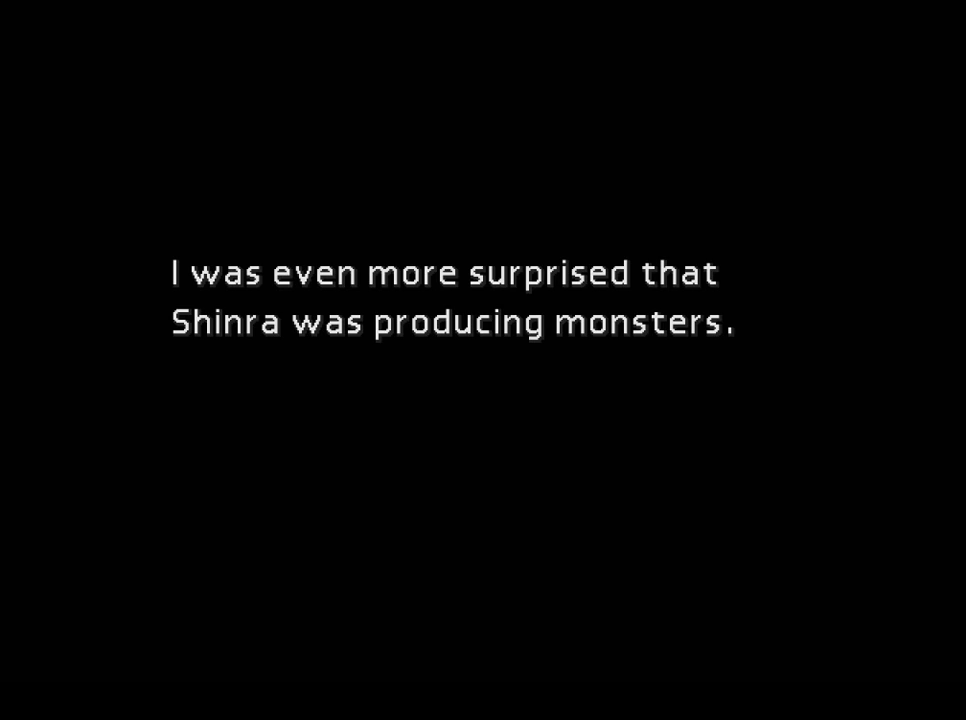 I was even more surprised that
Shinra was producing monsters.